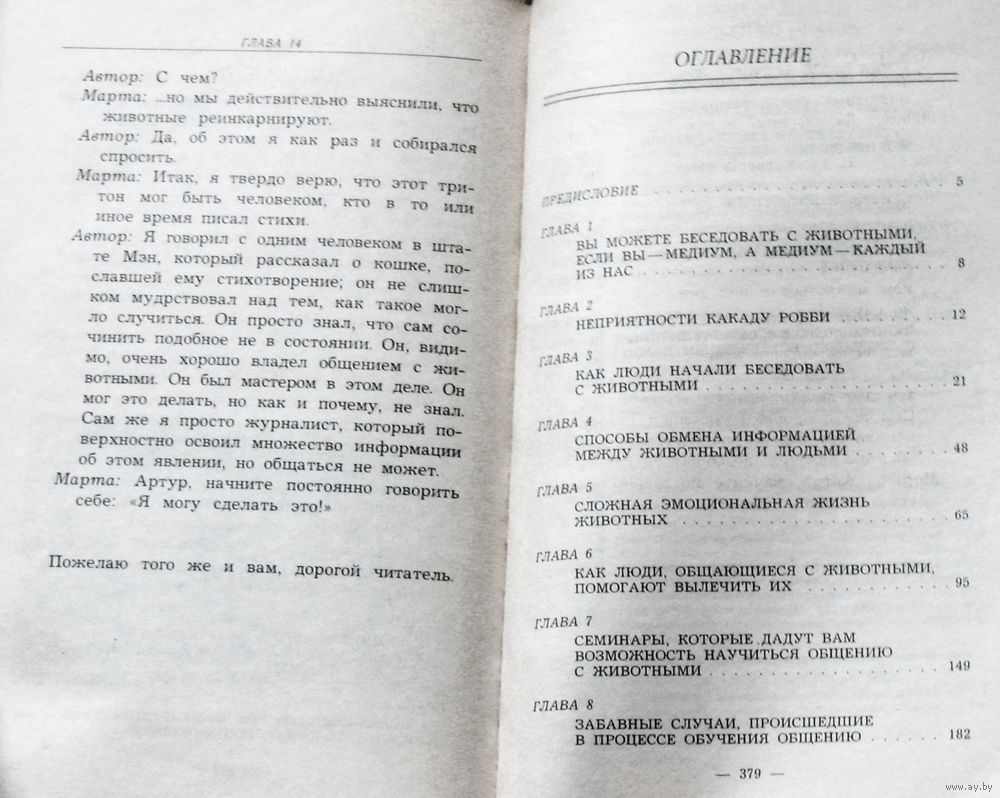 ГЛАВА 14
Автор: С чем?
Марта: ...но мы действительно выяснили, что
животные реинкарнируют.
Автор: Да, об этом я как раз и собирался
спросить.
Марта: Итак, я твердо верю, что этот три-
тон мог быть человеком, кто в то или
иное время писал стихи.
Автор: Я говорил с одним человеком в шта-
те Мэн, который рассказал о кошке, по-
славшей ему стихотворение; он не слиш-
ком мудрствовал над тем, как такое мог-
ло случиться. Он просто знал, что сам со-
чинить подобное не в состоянии. Он, види-
мо, очень хорошо владел общением с жи-
вотными. Он был мастером в этом деле. Он
мог это делать, но как и почему, не знал.
Сам же я просто журналист, который по-
верхностно освоил множество информации
об этом явлении, но общаться не может.
Марта: Артур, начните постоянно говорить
себе: «Я могу сделать это!»
Пожелаю того же и вам, дорогой читатель.
ОГЛАВЛЕНИЕ
ПРЕДИСЛОВИЕ . . . . . . . . . . . . . . . . . . . . 5
ГЛАВА 1
ВЫ МОЖЕТЕ БЕСЕДОВАТЬ С ЖИВОТНЫМИ,
ЕСЛИ ВЫ — МЕДИУМ, А МЕДИУМ — КАЖДЫЙ
ИЗ НАС . . . . . . . . . . . . . . . . . . . . 8
ГЛАВА 2
НЕПРИЯТНОСТИ КАКАДУ РОББИ . . . . . . . . 12
ГЛАВА 3
КАК ЛЮДИ НАЧАЛИ БЕСЕДОВАТЬ
С ЖИВОТНЫМИ . . . . . . . . . . . . . . . . 21
ГЛАВА 4
СПОСОБЫ ОБМЕНА ИНФОРМАЦИЕЙ
МЕЖДУ ЖИВОТНЫМИ И ЛЮДЬМИ . . . . . . . 48
ГЛАВА 5
СЛОЖНАЯ ЭМОЦИОНАЛЬНАЯ ЖИЗНЬ
ЖИВОТНЫХ . . . . . . . . . . . . . . . . . . 65
ГЛАВА 6
КАК ЛЮДИ, ОБЩАЮЩИЕСЯ С ЖИВОТНЫМИ,
ПОМОГАЮТ ВЫЛЕЧИТЬ ИХ . . . . . . . . . . 95
ГЛАВА 7
СЕМИНАРЫ, КОТОРЫЕ ДАДУТ ВАМ
ВОЗМОЖНОСТЬ НАУЧИТЬСЯ ОБЩЕНИЮ
С ЖИВОТНЫМИ . . . . . . . . . . . . . . . . 149
ГЛАВА 8
ЗАБАВНЫЕ СЛУЧАИ, ПРОИСШЕДШИЕ
В ПРОЦЕССЕ ОБУЧЕНИЯ ОБЩЕНИЮ . . . . . . 182
— 379 —
www.ay.by